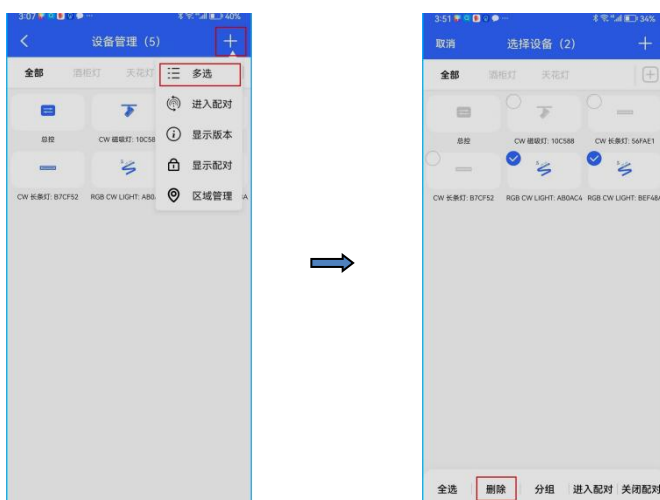 3:07 40%
设备管理（5）
全部 酒柜灯 天花灯
多选
进入配对
显示版本
显示配对
区域管理
总控 CW 磁吸灯: 10C58
CW 长条灯: B7CF52 RGB CW LIGHT: AB0. A
3:51 34%
取消 选择设备（2）
全部 酒柜灯 天花灯
总控 CW 磁吸灯: 10C588 CW 长条灯: 56FAE1
CW 长条灯: B7CF52 RGB CW LIGHT: AB0AC4 RGB CW LIGHT: BEF48A
全选 删除 分组 进入配对 关闭配对